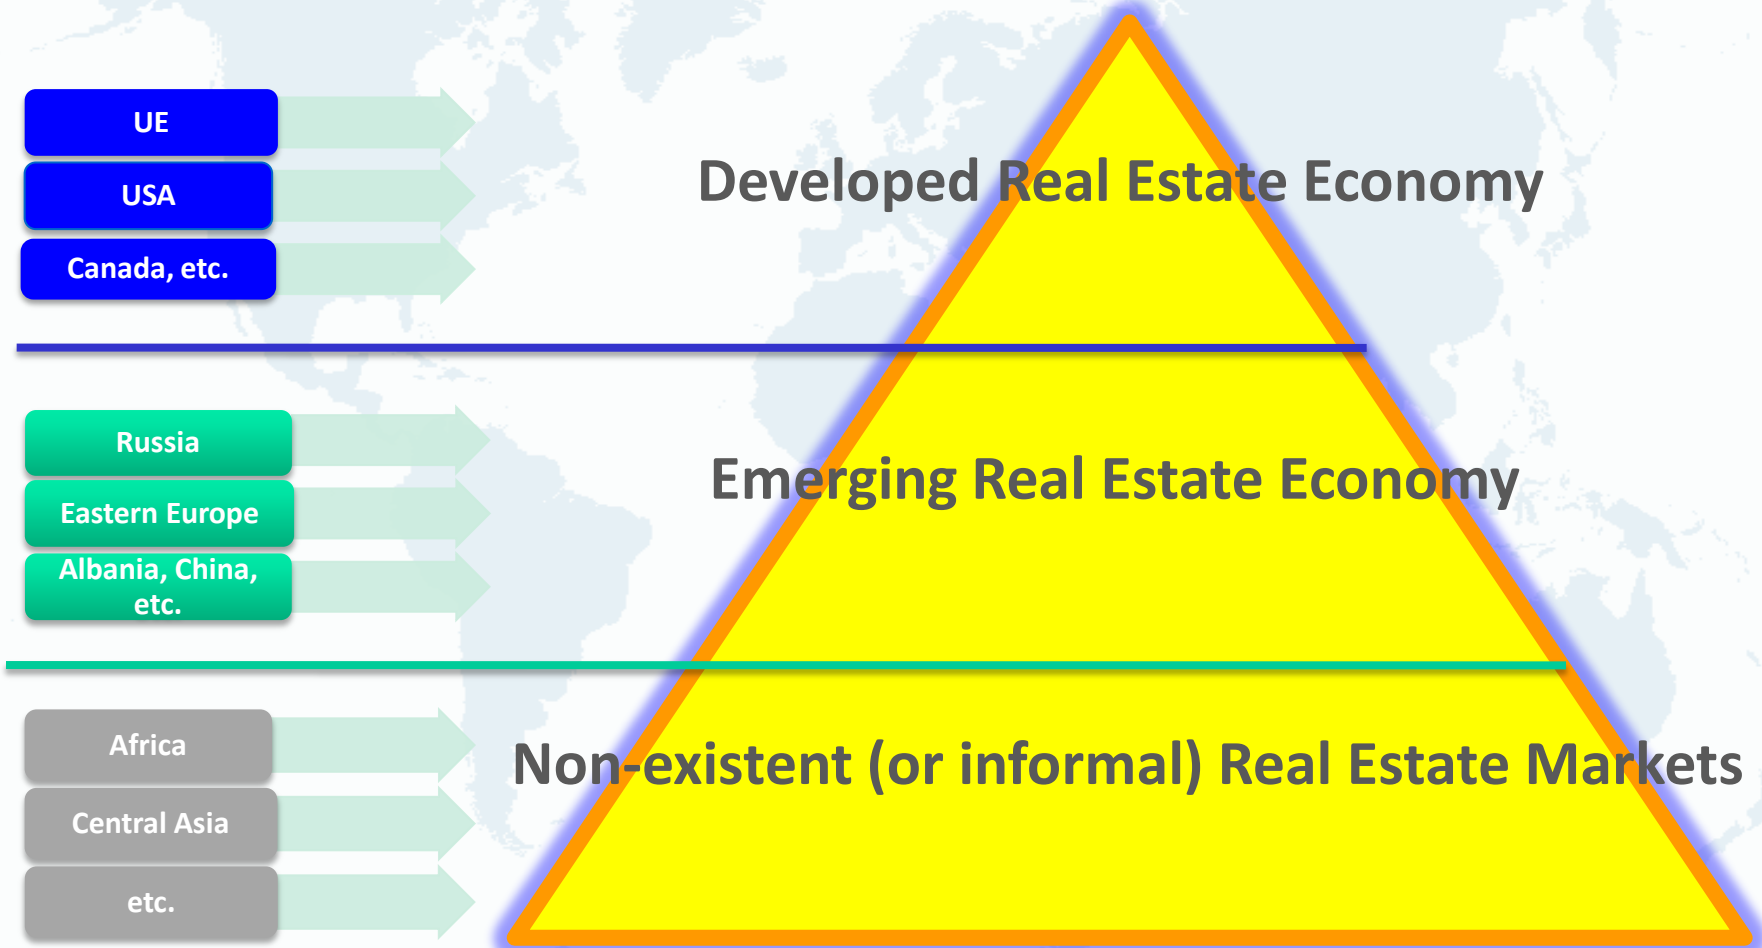 UE
USA
Canada, etc.
Developed Real Estate Economy
Russia
Eastern Europe
Albania, China,
etc.
Emerging Real Estate Economy
Africa
Central Asia
etc.
Non-existent (or informal) Real Estate Markets